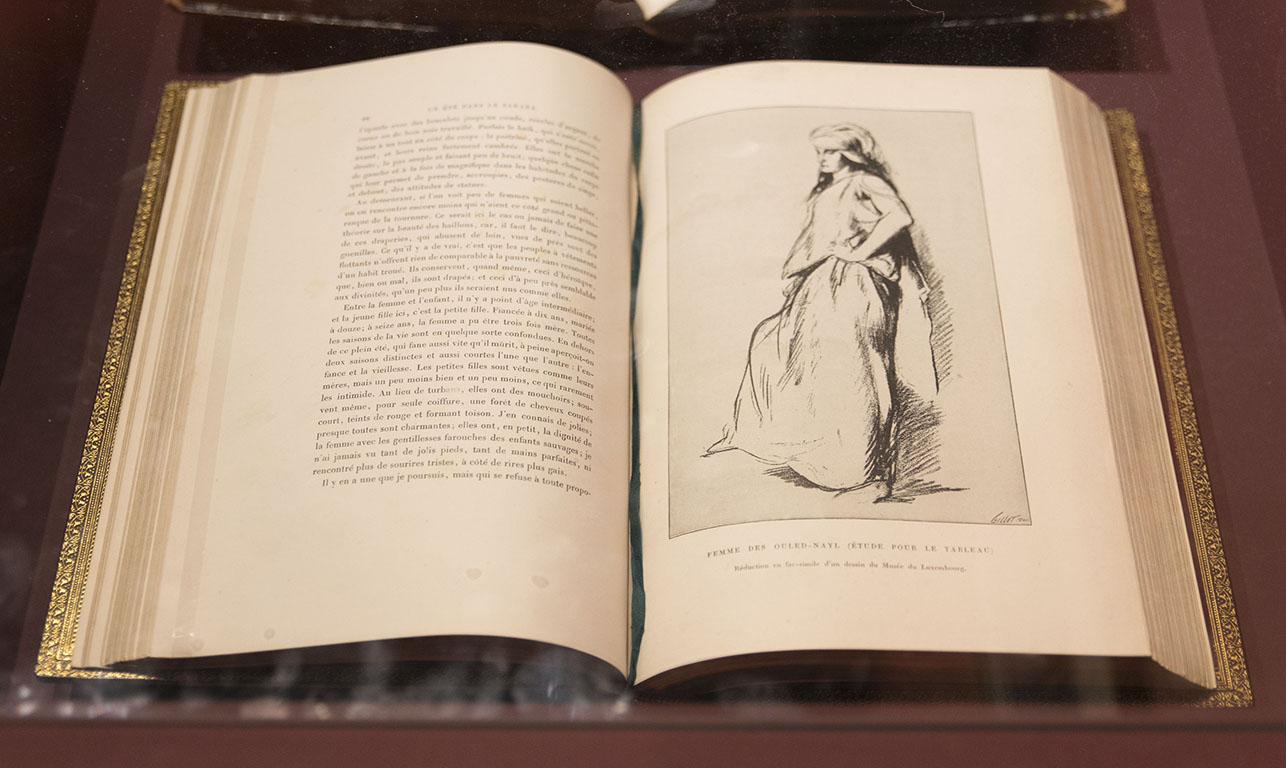 UN ÉTÉ DANS LE SAHARA.
l'épaule avec des bracelets jusqu'au coude, cercles d'argent, de
corne ou de bois noir travaillé. Parfois le haïk, qui s'ouvre
laisse à nu tout un côté du corps : la poitrine, qu'elles portent en
avant, et leurs reins fortement cambrés. Elles ont la marche
droite, le pas souple et faisant peu de bruit; quelque chose enfin
de gauche et à la fois de magnifique dans les habitudes du corps
qui leur permet de prendre, accroupies, des postures de singe,
et debout, des attitudes de statues.
Au demeurant, si l'on voit peu de femmes qui soient belles,
on en rencontre encore moins qui n'aient ce côté grand ou pitto-
resque de la tournure. Ce serait ici le cas ou jamais de faire une
théorie sur la beauté des haillons, car, il faut le dire, beaucoup
de ces draperies, qui abusent de loin, vues de près sont des
guenilles. Ce qu'il y a de vrai, c'est que les peuples à vêtements
flottants n'offrent rien de comparable à la pauvreté sans ressources
d'un habit troué. Ils conservent, quand même, ceci d'héroïque,
que, bien ou mal, ils sont drapés; et ceci d'à peu près semblable
aux divinités, qu'un peu plus ils seraient nus comme elles.
Entre la femme et l'enfant, il n'y a point d'âge intermédiaire;
et la jeune fille ici, c'est la petite fille. Fiancée à dix ans, mariée
à douze; à seize ans, la femme a pu être trois fois mère. Toutes
les saisons de la vie sont en quelque sorte confondues. En dehors
de ce plein été, qui fane aussi vite qu'il mûrit, à peine aperçoit-on
deux saisons distinctes et aussi courtes l'une que l'autre : l'en-
fance et la vieillesse. Les petites filles sont vêtues comme leurs
mères, mais un peu moins bien et un peu moins, ce qui rarement
les intimide. Au lieu de turbans, elles ont des mouchoirs; sou-
vent même, pour seule coiffure, une forêt de cheveux coupés
court, teints de rouge et formant toison. J'en connais de jolies;
presque toutes sont charmantes; elles ont, en petit, la dignité de
la femme avec les gentillesses farouches des enfants sauvages; je
n'ai jamais vu tant de jolis pieds, tant de mains parfaites, ni
rencontré plus de sourires tristes, à côté de rires plus gais.
Il y en a une que je poursuis, mais qui se refuse à toute propo-
GILLOT
FEMME DES OULED-NAYL (ÉTUDE POUR LE TABLEAU)
Réduction en fac-simile d'un dessin du Musée du Luxembourg.